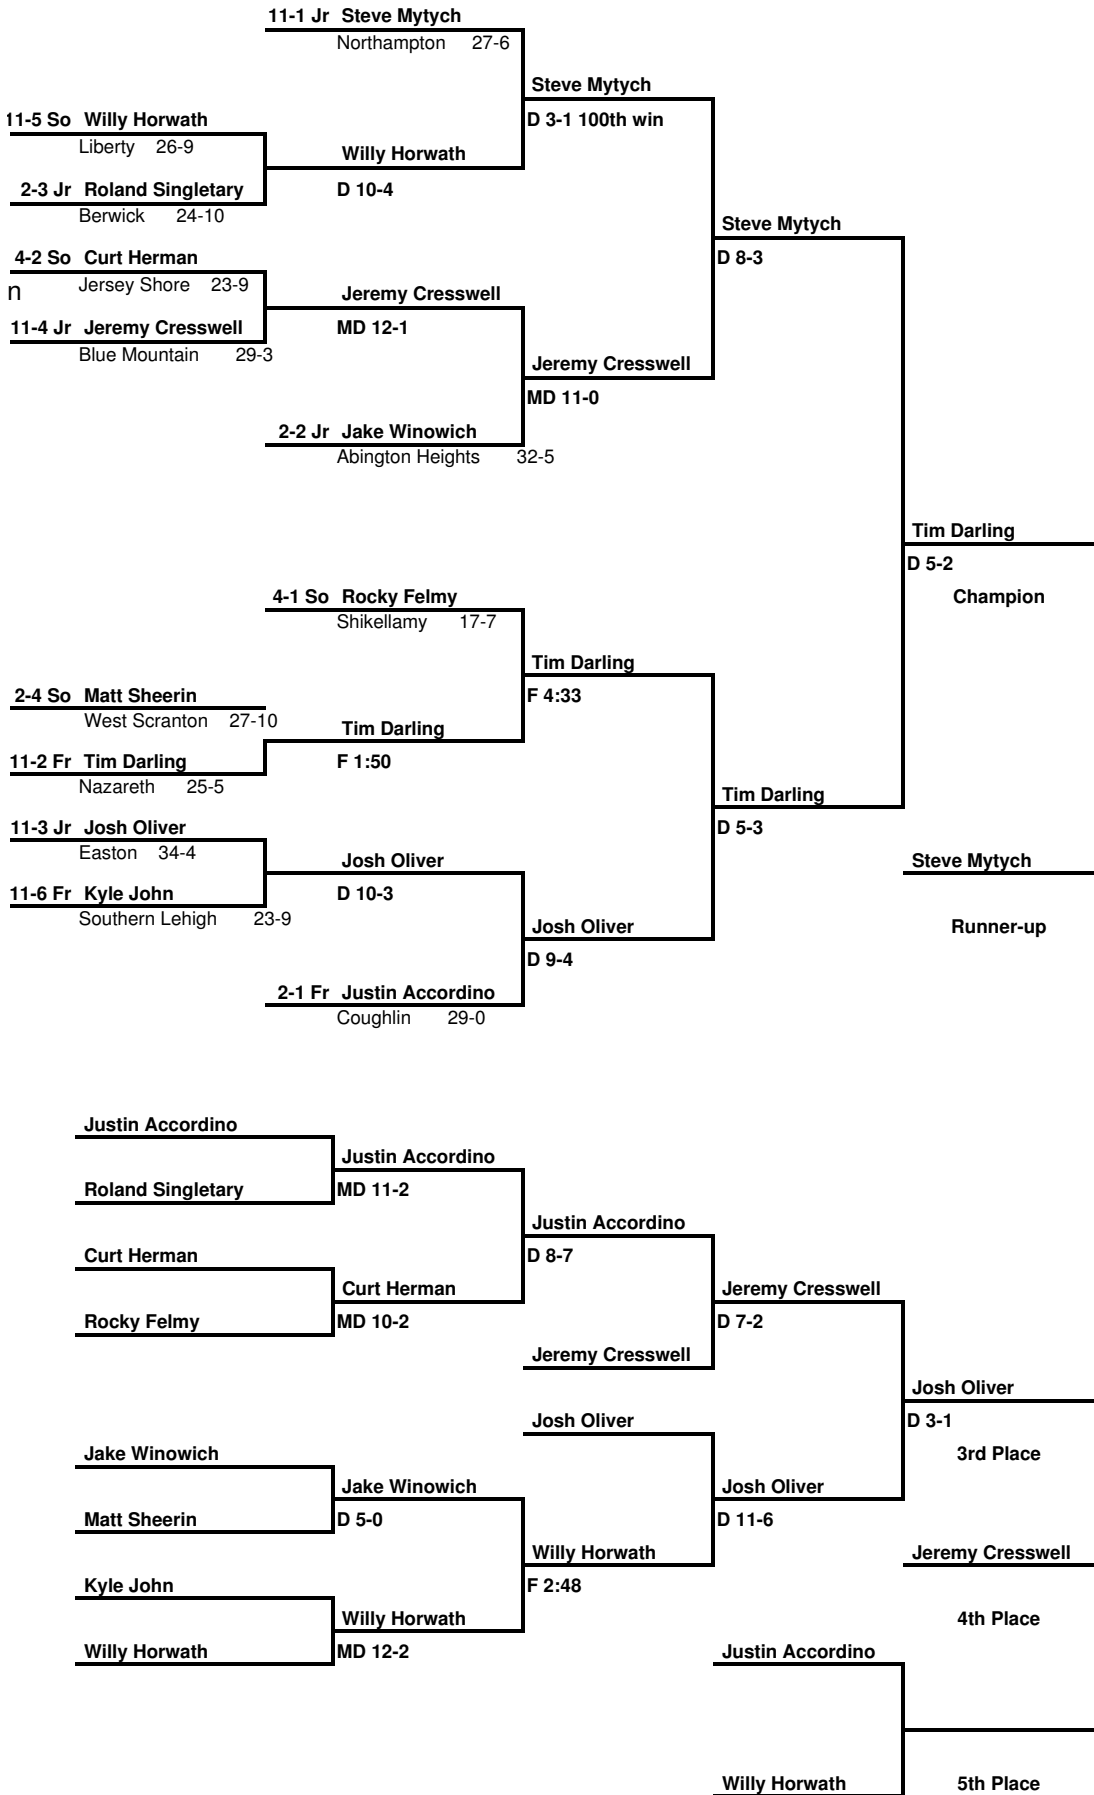 11-1 Jr Steve Mytych
Northampton 27-6
Steve Mytych
11-5 So Willy Horwath
D 3-1 100th win
Liberty 26-9
Willy Horwath
2-3 Jr Roland Singletary
D 10-4
Berwick 24-10
Steve Mytych
4-2 So Curt Herman
D 8-3
Jersey Shore 23-9
n
Jeremy Cresswell
11-4 Jr Jeremy Cresswell
MD 12-1
Blue Mountain 29-3
Jeremy Cresswell
MD 11-0
2-2 Jr Jake Winowich
Abington Heights 32-5
Tim Darling
D 5-2
4-1 So Rocky Felmy
Champion
Shikellamy 17-7
Tim Darling
2-4 So Matt Sheerin
F 4:33
West Scranton 27-10
Tim Darling
11-2 Fr Tim Darling
F 1:50
Nazareth 25-5
Tim Darling
11-3 Jr Josh Oliver
D 5-3
Easton 34-4
Josh Oliver
Steve Mytych
11-6 Fr Kyle John
D 10-3
Southern Lehigh 23-9
Josh Oliver
Runner-up
D 9-4
2-1 Fr Justin Accordino
Coughlin 29-0
Justin Accordino
Justin Accordino
Roland Singletary
MD 11-2
Justin Accordino
Curt Herman
D 8-7
Curt Herman
Jeremy Cresswell
Rocky Felmy
MD 10-2
D 7-2
Jeremy Cresswell
Josh Oliver
Josh Oliver
D 3-1
Jake Winowich
3rd Place
Jake Winowich
Josh Oliver
Matt Sheerin
D 5-0
D 11-6
Willy Horwath
Jeremy Cresswell
Kyle John
F 2:48
Willy Horwath
4th Place
Willy Horwath
MD 12-2
Justin Accordino
Willy Horwath
5th Place